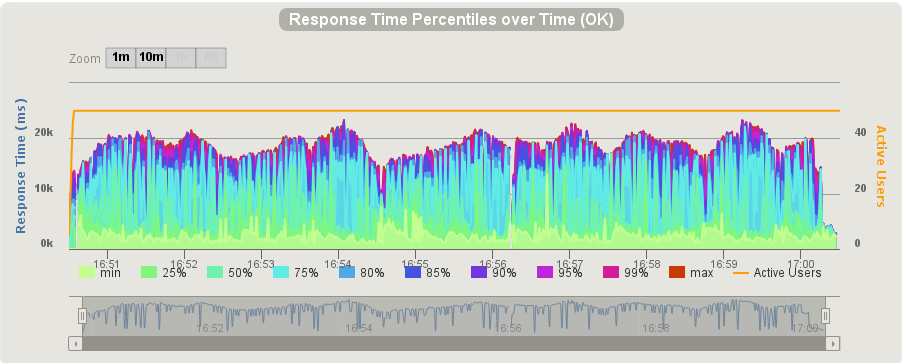 Response Time Percentiles over Time (OK)
Zoom 1m 10m 1h All
Response Time (ms)
20k
10k
0k
40
20
0
Active Users
16:51 16:52 16:53 16:54 16:55 16:56 16:57 16:58 16:59 17:00
min 25% 50% 75% 80% 85% 90% 95% 99% max Active Users
16:52 16:54 16:56 16:58 17:00